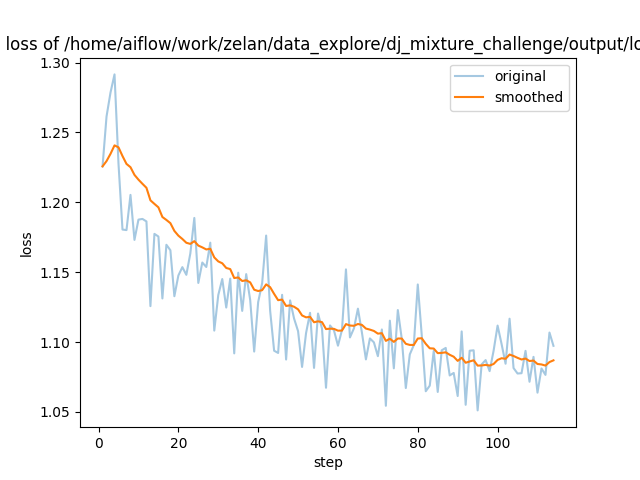 loss of /home/aiflow/work/zelan/data_explore/dj_mixture_challenge/output/lo
original
smoothed
1.30
1.25
1.20
1.15
1.10
1.05
loss
0 20 40 60 80 100
step